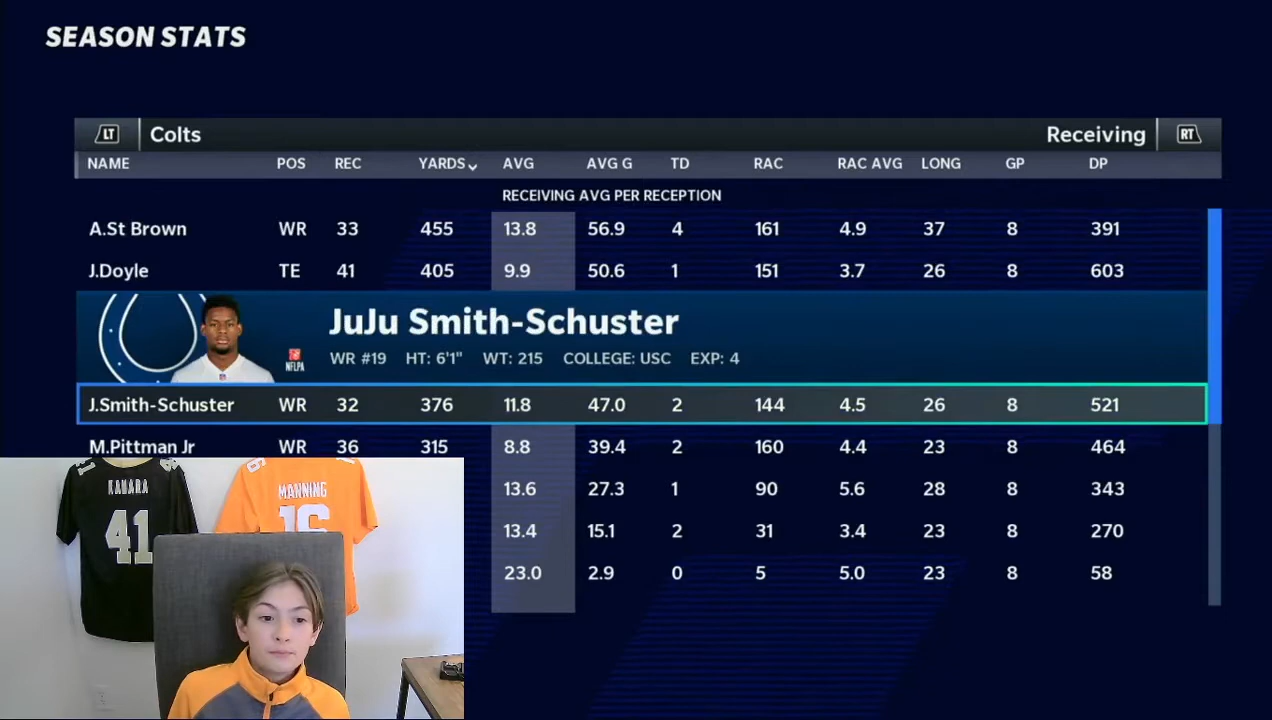 SEASON STATS
LT Colts Receiving RT
NAME POS REC YARDS AVG AVG G TD RAC RAC AVG LONG GP DP
RECEIVING AVG PER RECEPTION
A.St Brown WR 33 455 13.8 56.9 4 161 4.9 37 8 391
J.Doyle TE 41 405 9.9 50.6 1 151 3.7 26 8 603
JuJu Smith-Schuster
NFLPA
WR #19 HT: 6'1" WT: 215 COLLEGE: USC EXP: 4
J.Smith-Schuster WR 32 376 11.8 47.0 2 144 4.5 26 8 521
M.Pittman Jr WR 36 315 8.8 39.4 2 160 4.4 23 8 464
13.6 27.3 1 90 5.6 28 8 343
13.4 15.1 2 31 3.4 23 8 270
23.0 2.9 0 5 5.0 23 8 58
41
KAMARA
41
16
MANNING
16